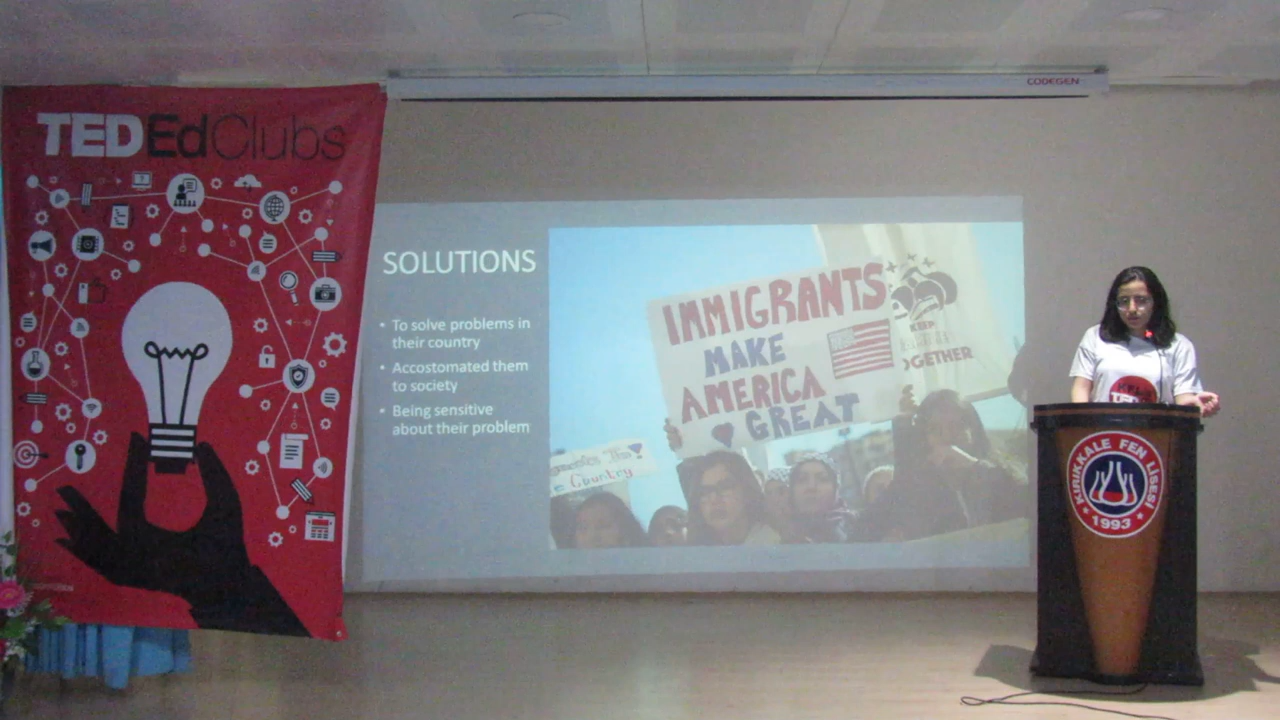 CODEGEN
TEDEdClubs
SOLUTIONS
• To solve problems in
their country
• Accostomated them
to society
• Being sensitive
about their problem
IMMIGRANTS
MAKE
AMERICA
GREAT
KEEP
OGETHER
Country
KIRIKKALE FEN LİSESİ
1993